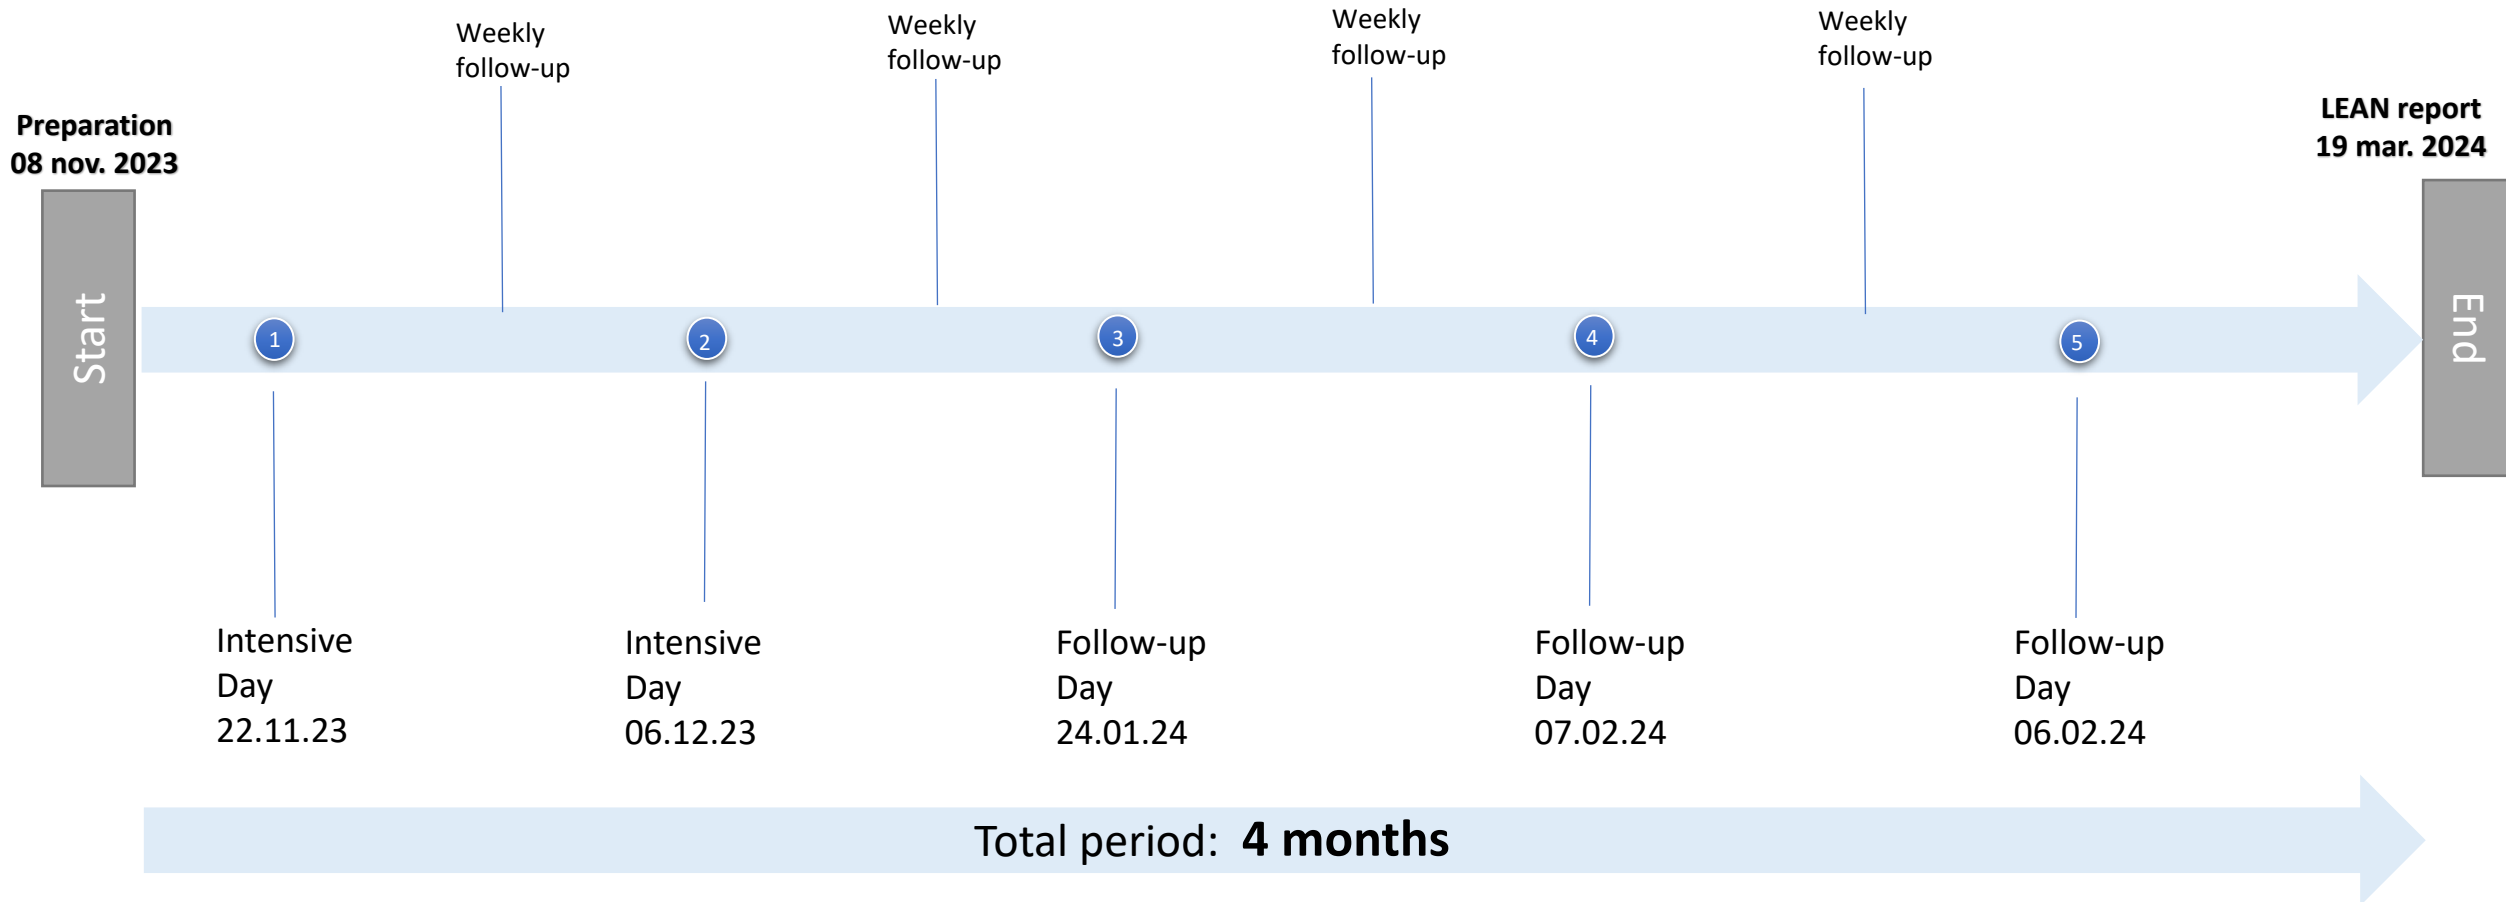 Weekly
follow-up
Weekly
follow-up
Weekly
follow-up
Weekly
follow-up
Preparation
08 nov. 2023
LEAN report
19 mar. 2024
Start
1
2
3
4
5
End
Intensive
Day
22.11.23
Intensive
Day
06.12.23
Follow-up
Day
24.01.24
Follow-up
Day
07.02.24
Follow-up
Day
06.02.24
Total period: 4 months